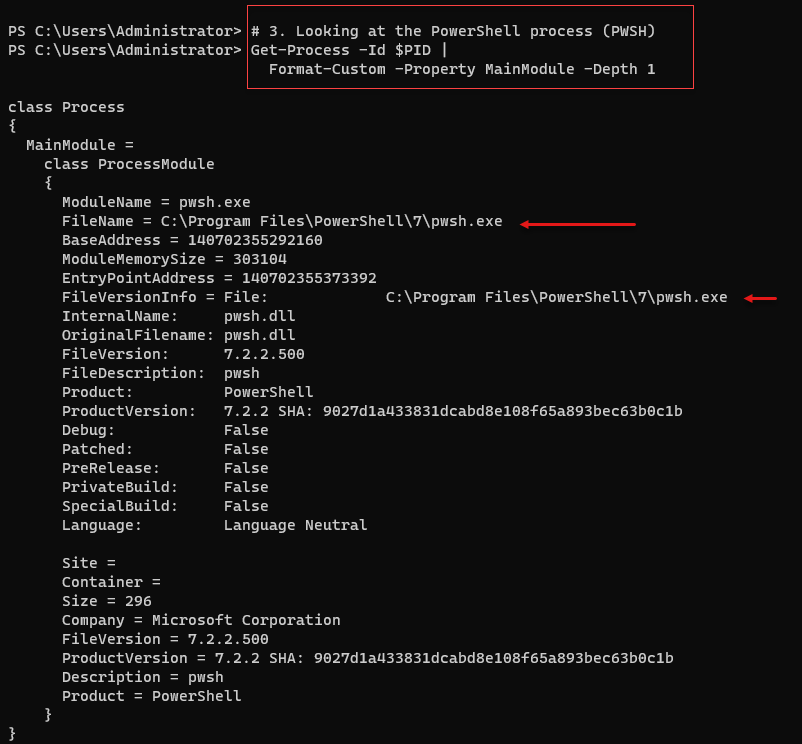 PS C:\Users\Administrator> # 3. Looking at the PowerShell process (PWSH)
PS C:\Users\Administrator> Get-Process -Id $PID |
  Format-Custom -Property MainModule -Depth 1

class Process
{
  MainModule =
    class ProcessModule
    {
      ModuleName = pwsh.exe
      FileName = C:\Program Files\PowerShell\7\pwsh.exe
      BaseAddress = 140702355292160
      ModuleMemorySize = 303104
      EntryPointAddress = 140702355373392
      FileVersionInfo = File:             C:\Program Files\PowerShell\7\pwsh.exe
      InternalName:     pwsh.dll
      OriginalFilename: pwsh.dll
      FileVersion:      7.2.2.500
      FileDescription:  pwsh
      Product:          PowerShell
      ProductVersion:   7.2.2 SHA: 9027d1a433831dcabd8e108f65a893bec63b0c1b
      Debug:            False
      Patched:          False
      PreRelease:       False
      PrivateBuild:     False
      SpecialBuild:     False
      Language:         Language Neutral

      Site =
      Container =
      Size = 296
      Company = Microsoft Corporation
      FileVersion = 7.2.2.500
      ProductVersion = 7.2.2 SHA: 9027d1a433831dcabd8e108f65a893bec63b0c1b
      Description = pwsh
      Product = PowerShell
    }
}